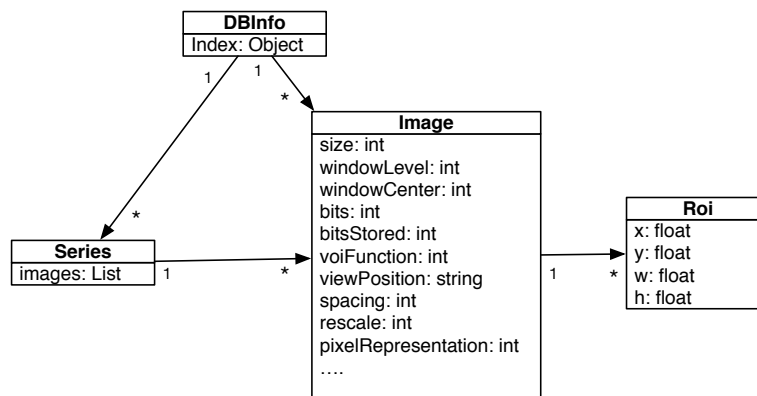 DBInfo
Index: Object
1
1
*
*
Image
size: int
windowLevel: int
windowCenter: int
bits: int
bitsStored: int
voiFunction: int
viewPosition: string
spacing: int
rescale: int
pixelRepresentation: int
....
Series
images: List
1
*
Roi
x: float
y: float
w: float
h: float
1
*